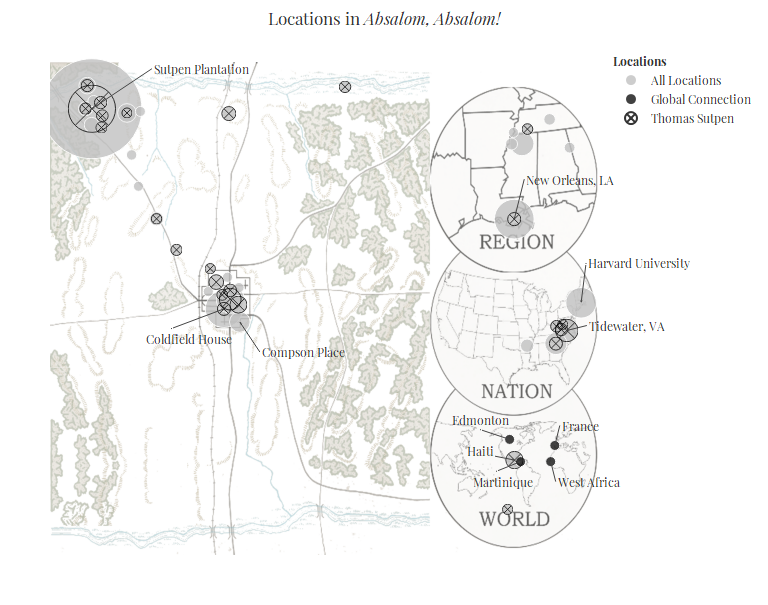 Locations in Absalom, Absalom!
Locations
All Locations
Global Connection
Thomas Sutpen
Sutpen Plantation
Coldfield House
Compson Place
New Orleans, LA
REGION
Harvard University
Tidewater, VA
NATION
Edmonton
France
Haiti
Martinique
West Africa
WORLD